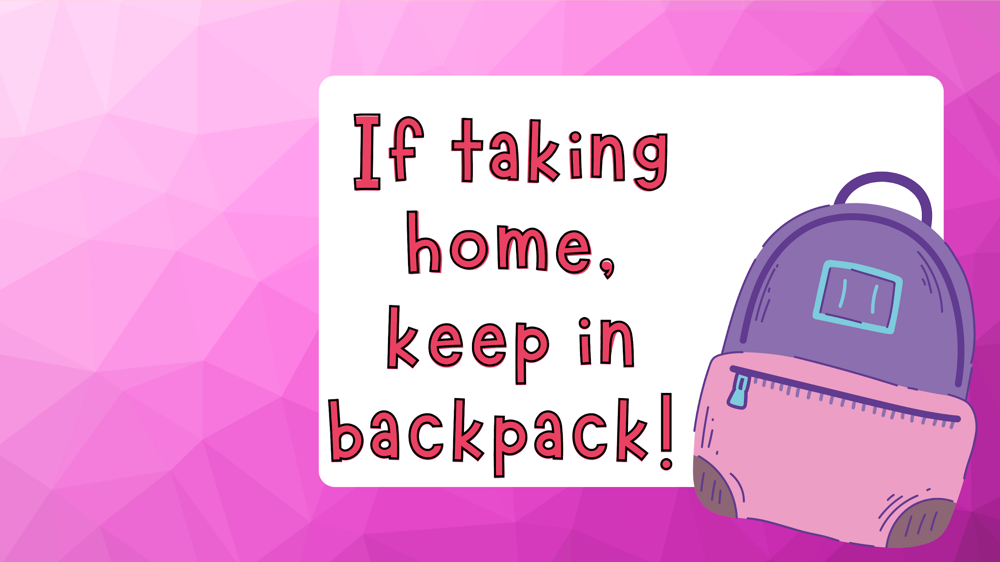 If taking
home,
keep in
backpack!